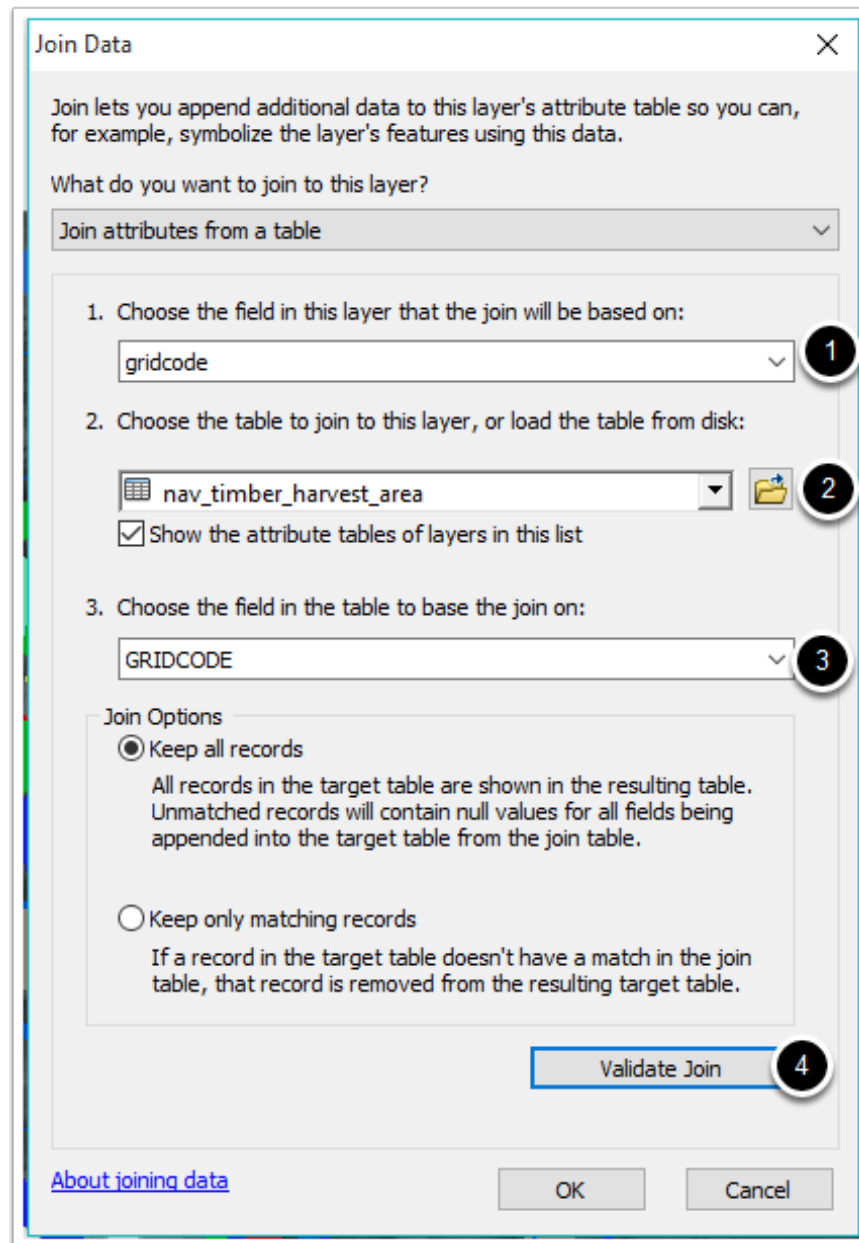 Join Data
Join lets you append additional data to this layer's attribute table so you can,
for example, symbolize the layer's features using this data.
What do you want to join to this layer?
Join attributes from a table
1. Choose the field in this layer that the join will be based on:
gridcode
1
2. Choose the table to join to this layer, or load the table from disk:
nav_timber_harvest_area
2
Show the attribute tables of layers in this list
3. Choose the field in the table to base the join on:
GRIDCODE
3
Join Options
Keep all records
All records in the target table are shown in the resulting table.
Unmatched records will contain null values for all fields being
appended into the target table from the join table.
Keep only matching records
If a record in the target table doesn't have a match in the join
table, that record is removed from the resulting target table.
Validate Join
4
About joining data
OK
Cancel